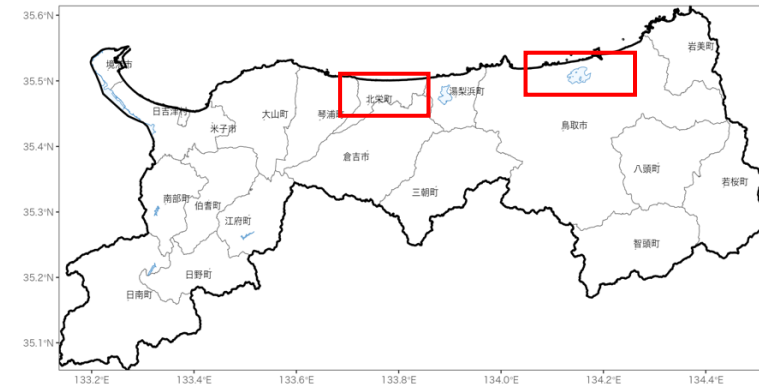 35.6°N
35.5°N
35.4°N
35.3°N
35.2°N
35.1°N
岩美町
境港市
日吉津村
米子市
大山町
琴浦町
北栄町
湯梨浜町
鳥取市
倉吉市
三朝町
八頭町
若桜町
智頭町
南部町
伯耆町
江府町
日野町
日南町
133.2°E
133.4°E
133.6°E
133.8°E
134.0°E
134.2°E
134.4°E